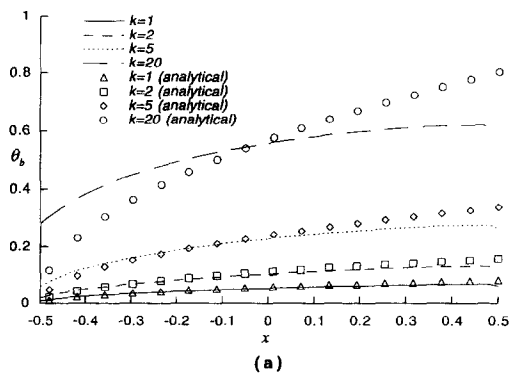 1
k=1
k=2
k=5
k=20
k=1 (analytical)
k=2 (analytical)
k=5 (analytical)
k=20 (analytical)
0.8
0.6
θb
0.4
0.2
0
-0.5 -0.4 -0.3 -0.2 -0.1 0 0.1 0.2 0.3 0.4 0.5
x
(a)